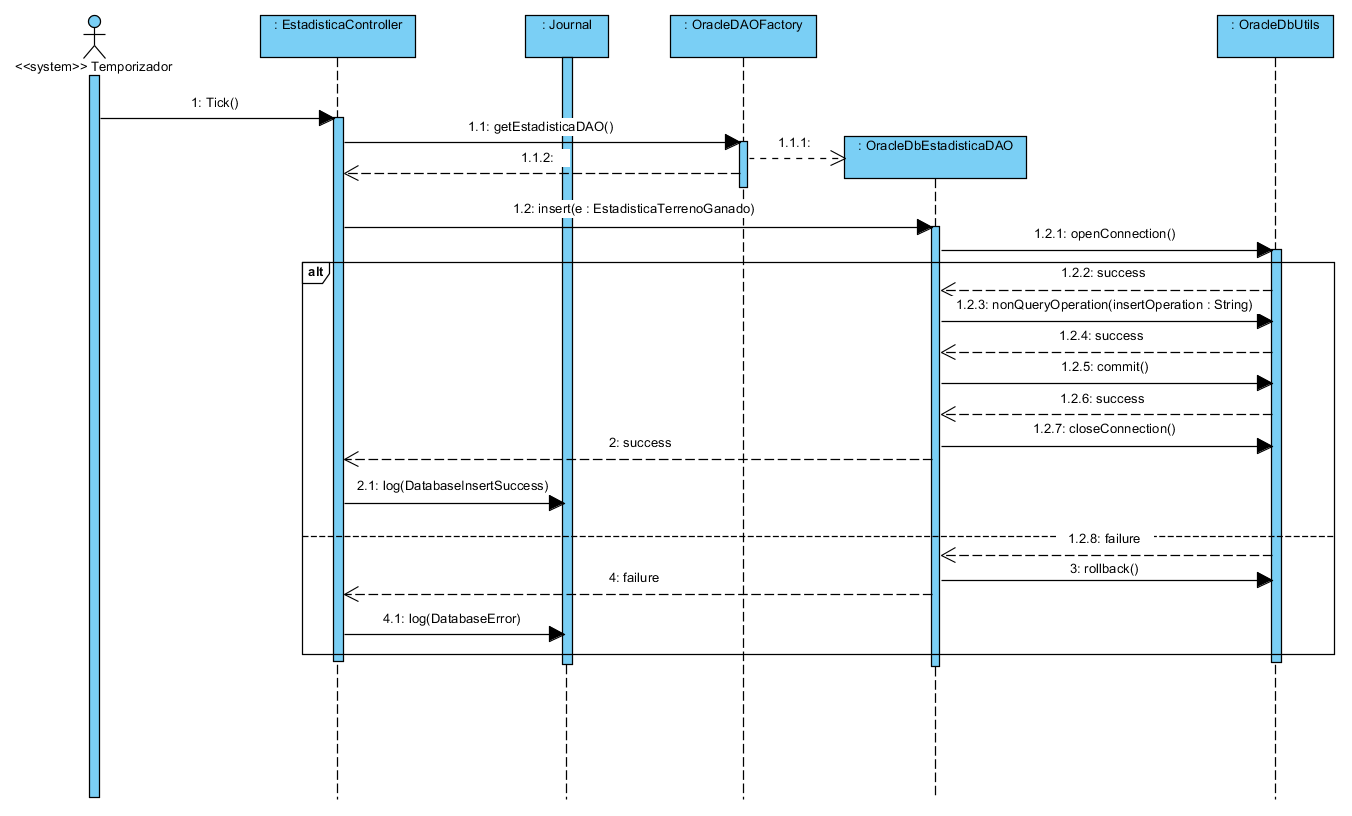 : EstadisticaController
: Journal
: OracleDAOFactory
: OracleDbUtils
<<system>> Temporizador
1: Tick()
1.1: getEstadisticaDAO()
1.1.1:
: OracleDbEstadisticaDAO
1.1.2:
1.2: insert(e : EstadisticaTerrenoGanado)
1.2.1: openConnection()
alt
1.2.2: success
1.2.3: nonQueryOperation(insertOperation : String)
1.2.4: success
1.2.5: commit()
1.2.6: success
1.2.7: closeConnection()
2: success
2.1: log(DatabaseInsertSuccess)
1.2.8: failure
3: rollback()
4: failure
4.1: log(DatabaseError)